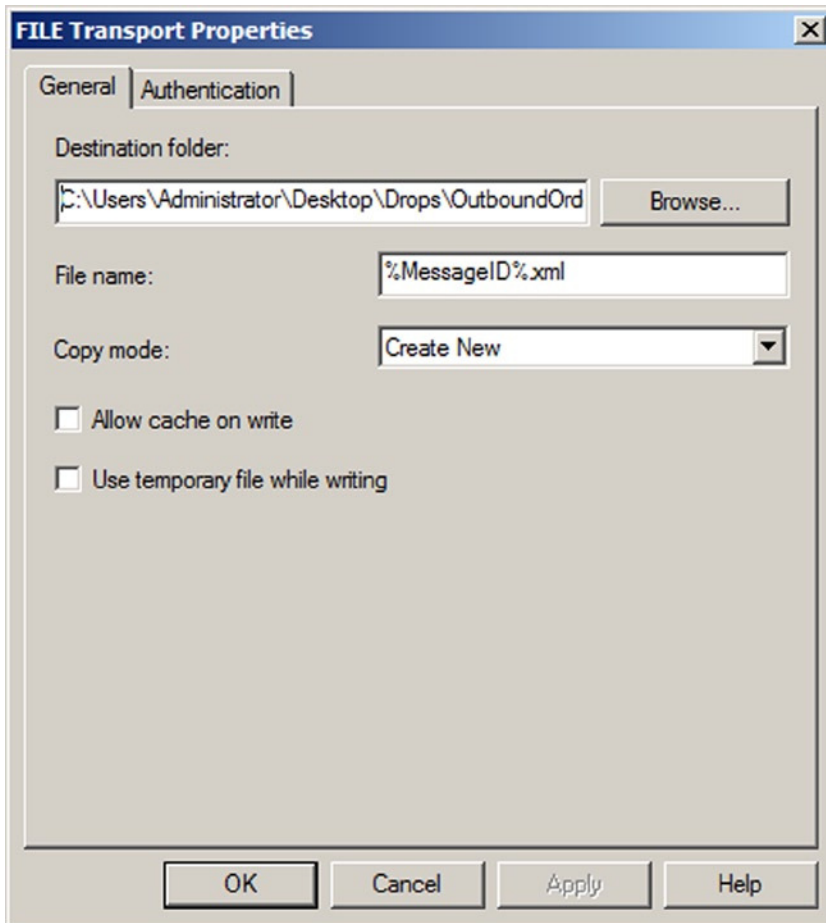 FILE Transport Properties
General Authentication
Destination folder:
C:\Users\Administrator\Desktop\Drops\OutboundOrd Browse...
File name: %MessageID%.xml
Copy mode: Create New
Allow cache on write
Use temporary file while writing
OK Cancel Apply Help